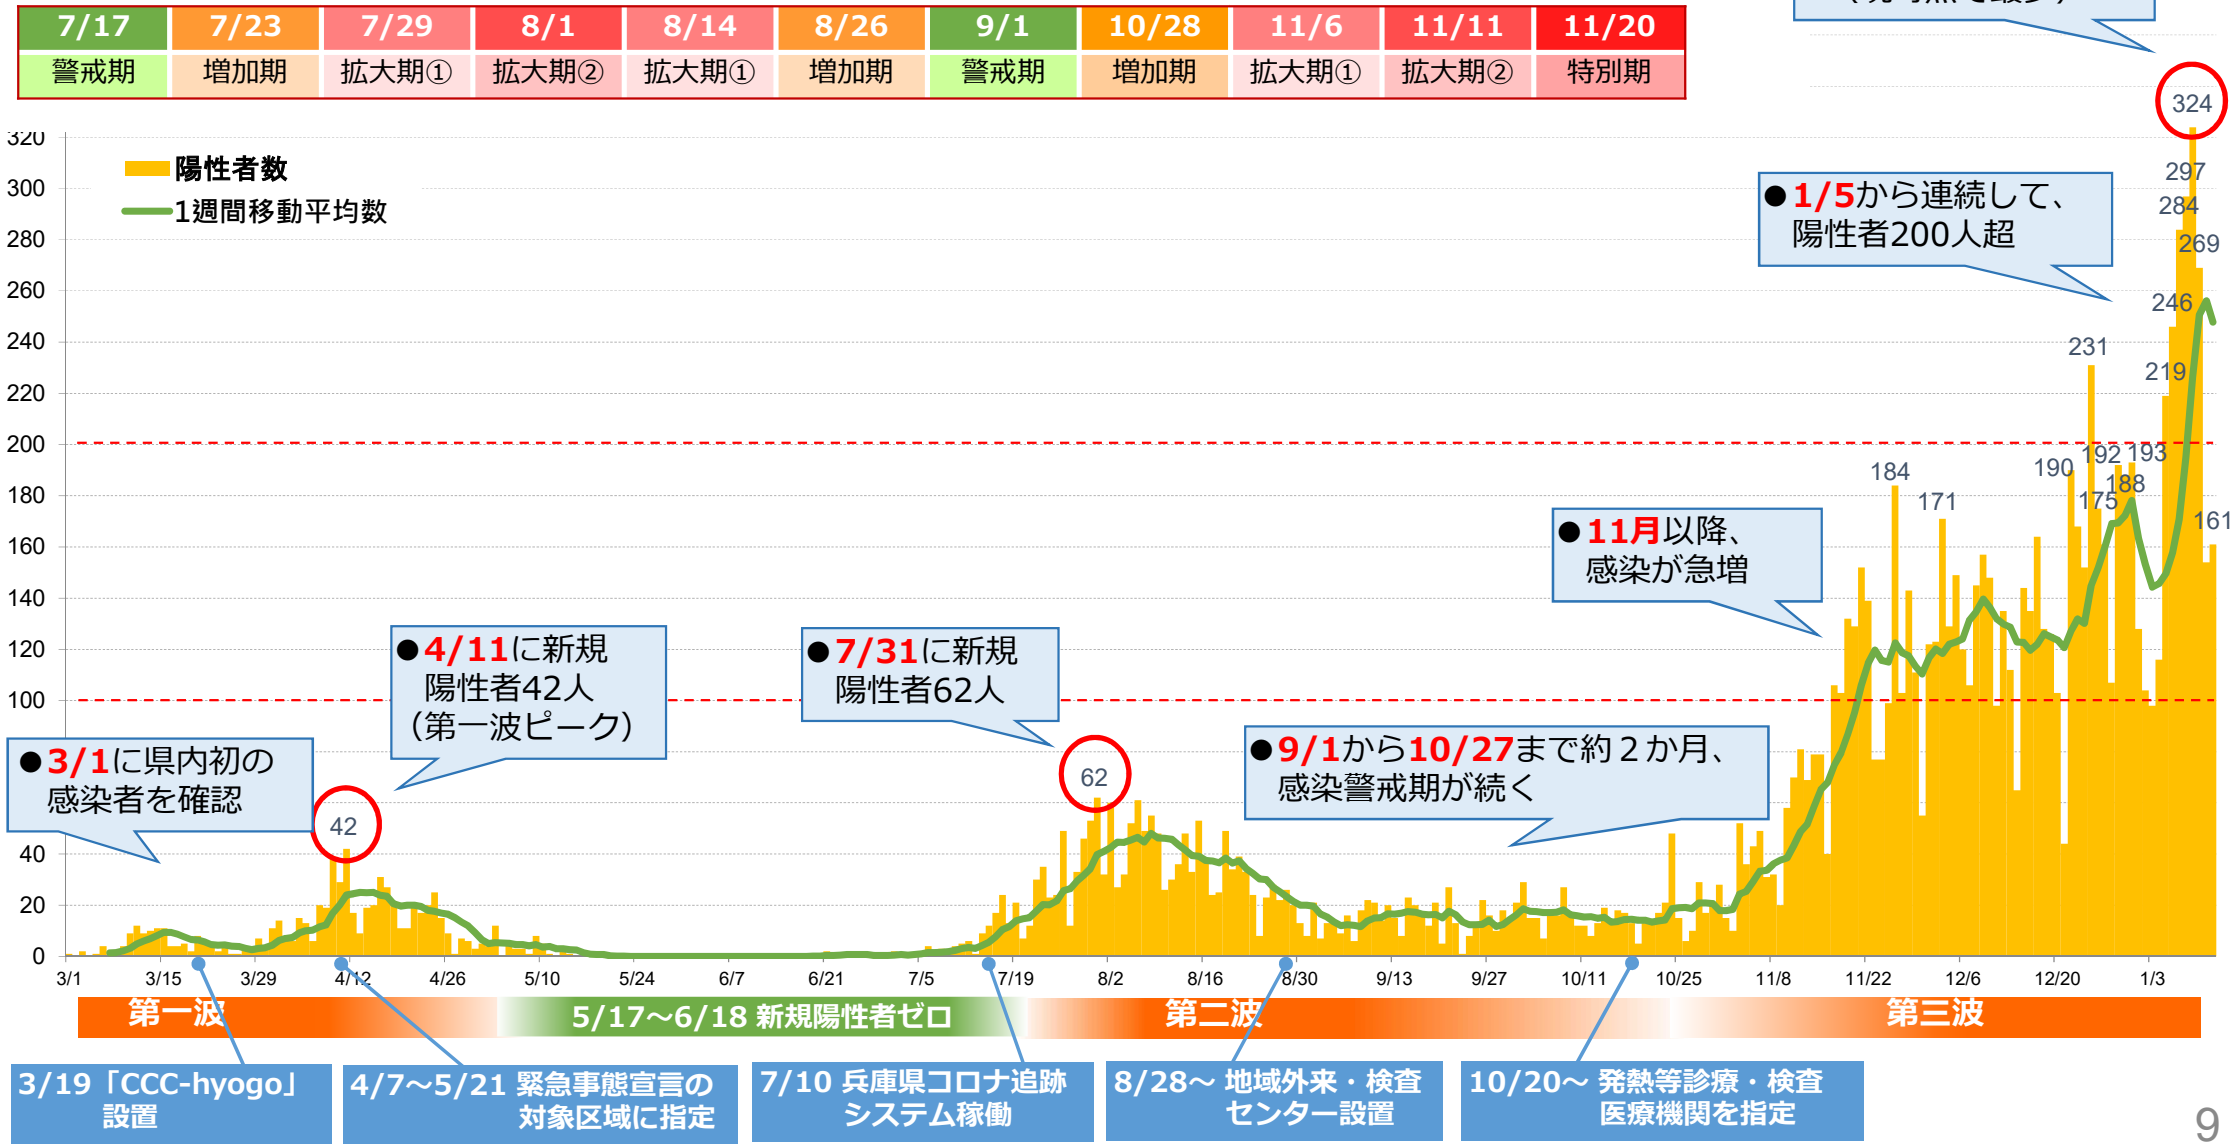 7/17 7/23 7/29 8/1 8/14 8/26 9/1 10/28 11/6 11/11 11/20
警戒期 増加期 拡大期① 拡大期② 拡大期① 増加期 警戒期 増加期 拡大期① 拡大期② 特別期
324
320
陽性者数
1週間移動平均数
300
280
260
240
220
200
180
160
140
120
100
40
20
0
297
284
269
246
231
219
193
192
190
188
184
175
171
161
●1/5から連続して、
陽性者200人超
●11月以降、
感染が急増
●4/11に新規
陽性者42人
（第一波ピーク）
●7/31に新規
陽性者62人
●9/1から10/27まで約２か月、
感染警戒期が続く
●3/1に県内初の
感染者を確認
42
62
3/1 3/15 3/29 4/12 4/26 5/10 5/24 6/7 6/21 7/5 7/19 8/2 8/16 8/30 9/13 9/27 10/11 10/25 11/8 11/22 12/6 12/20 1/3
第一波
5/17～6/18 新規陽性者ゼロ
第二波
第三波
3/19「CCC-hyogo」
設置
4/7～5/21 緊急事態宣言の
対象区域に指定
7/10 兵庫県コロナ追跡
システム稼働
8/28～ 地域外来・検査
センター設置
10/20～ 発熱等診療・検査
医療機関を指定
9